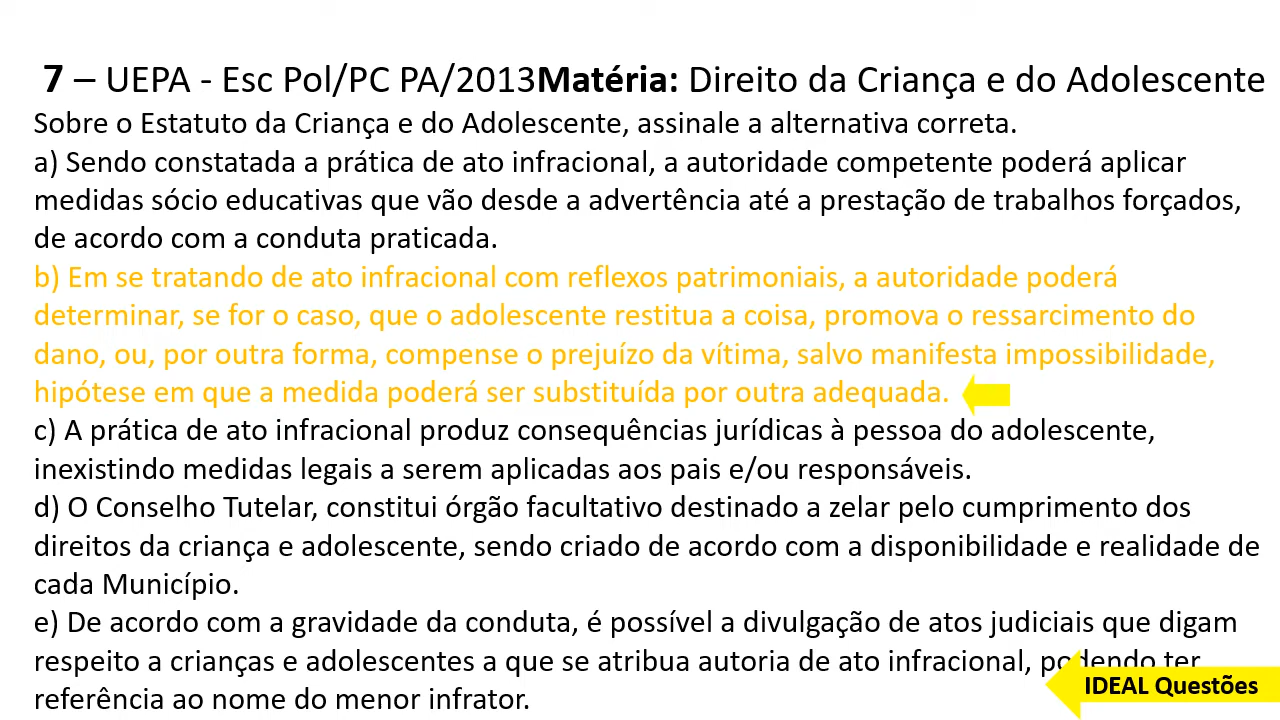 7 – UEPA - Esc Pol/PC PA/2013Matéria: Direito da Criança e do Adolescente
Sobre o Estatuto da Criança e do Adolescente, assinale a alternativa correta.
a) Sendo constatada a prática de ato infracional, a autoridade competente poderá aplicar
medidas sócio educativas que vão desde a advertência até a prestação de trabalhos forçados,
de acordo com a conduta praticada.
b) Em se tratando de ato infracional com reflexos patrimoniais, a autoridade poderá
determinar, se for o caso, que o adolescente restitua a coisa, promova o ressarcimento do
dano, ou, por outra forma, compense o prejuízo da vítima, salvo manifesta impossibilidade,
hipótese em que a medida poderá ser substituída por outra adequada.
c) A prática de ato infracional produz consequências jurídicas à pessoa do adolescente,
inexistindo medidas legais a serem aplicadas aos pais e/ou responsáveis.
d) O Conselho Tutelar, constitui órgão facultativo destinado a zelar pelo cumprimento dos
direitos da criança e adolescente, sendo criado de acordo com a disponibilidade e realidade de
cada Município.
e) De acordo com a gravidade da conduta, é possível a divulgação de atos judiciais que digam
respeito a crianças e adolescentes a que se atribua autoria de ato infracional, podendo ter
referência ao nome do menor infrator.
IDEAL Questões